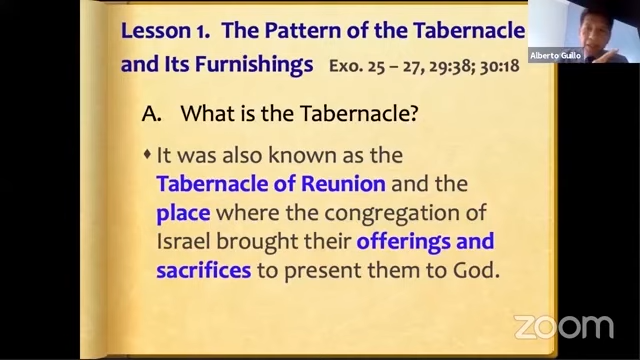 Lesson 1. The Pattern of the Tabernacle
and Its Furnishings Exo. 25 – 27, 29:38; 30:18
Alberto Guilo
A. What is the Tabernacle?
It was also known as the
Tabernacle of Reunion and the
place where the congregation of
Israel brought their offerings and
sacrifices to present them to God.
zoom